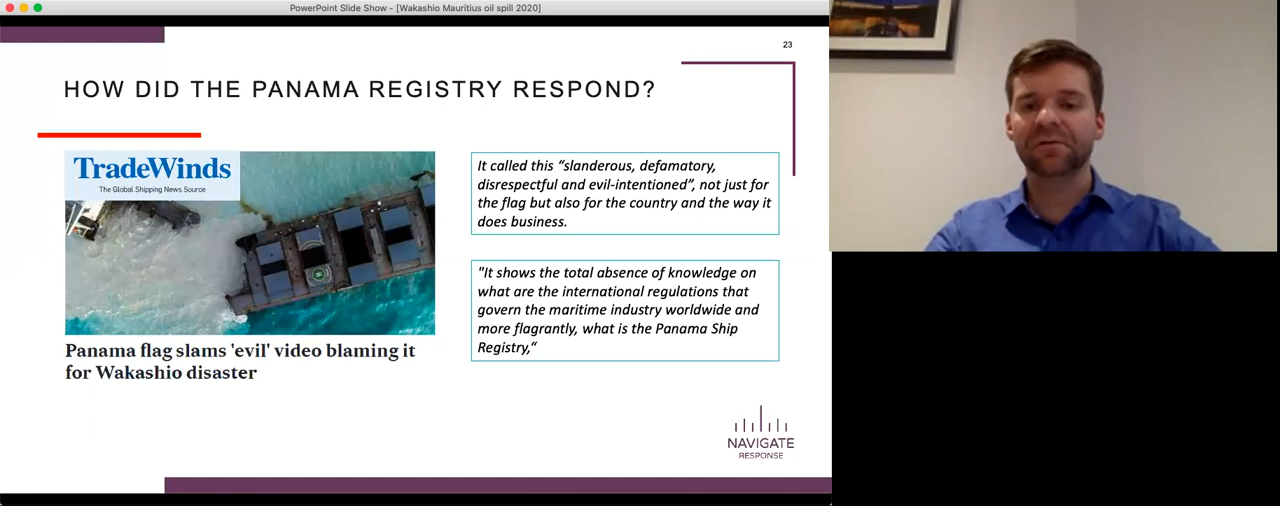 PowerPoint Slide Show - [Wakashio Mauritius oil spill 2020]
23
HOW DID THE PANAMA REGISTRY RESPOND?
TradeWinds
The Global Shipping News Source
Panama flag slams 'evil' video blaming it
for Wakashio disaster
It called this “slanderous, defamatory,
disrespectful and evil-intentioned”, not just for
the flag but also for the country and the way it
does business.
"It shows the total absence of knowledge on
what are the international regulations that
govern the maritime industry worldwide and
more flagrantly, what is the Panama Ship
Registry,“
NAVIGATE
RESPONSE